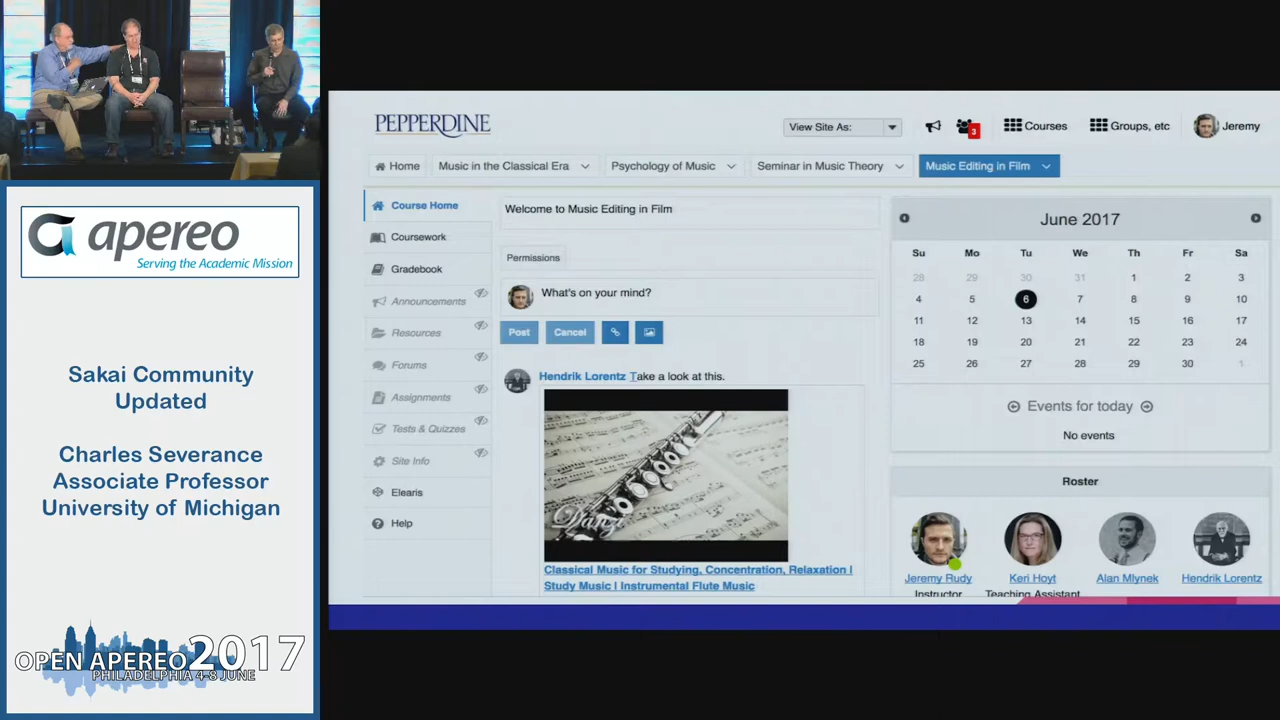 apereo
Serving the Academic Mission
Sakai Community
Updated
Charles Severance
Associate Professor
University of Michigan
OPEN APEREO 2017
PHILADELPHIA 4-8 JUNE
PEPPERDINE
View Site As:
3
Courses
Groups, etc
Jeremy
Home
Music in the Classical Era
Psychology of Music
Seminar in Music Theory
Music Editing in Film
Course Home
Coursework
Gradebook
Announcements
Resources
Forums
Assignments
Tests & Quizzes
Site Info
Elearis
Help
Welcome to Music Editing in Film
Permissions
What's on your mind?
Post
Cancel
Hendrik Lorentz Take a look at this.
Danzi
Classical Music for Studying, Concentration, Relaxation |
Study Music | Instrumental Flute Music
June 2017
Su Mo Tu We Th Fr Sa
28 29 30 31 1 2 3
4 5 6 7 8 9 10
11 12 13 14 15 16 17
18 19 20 21 22 23 24
25 26 27 28 29 30 1
Events for today
No events
Roster
Jeremy Rudy
Instructor
Keri Hoyt
Teaching Assistant
Alan Mlynek
Hendrik Lorentz